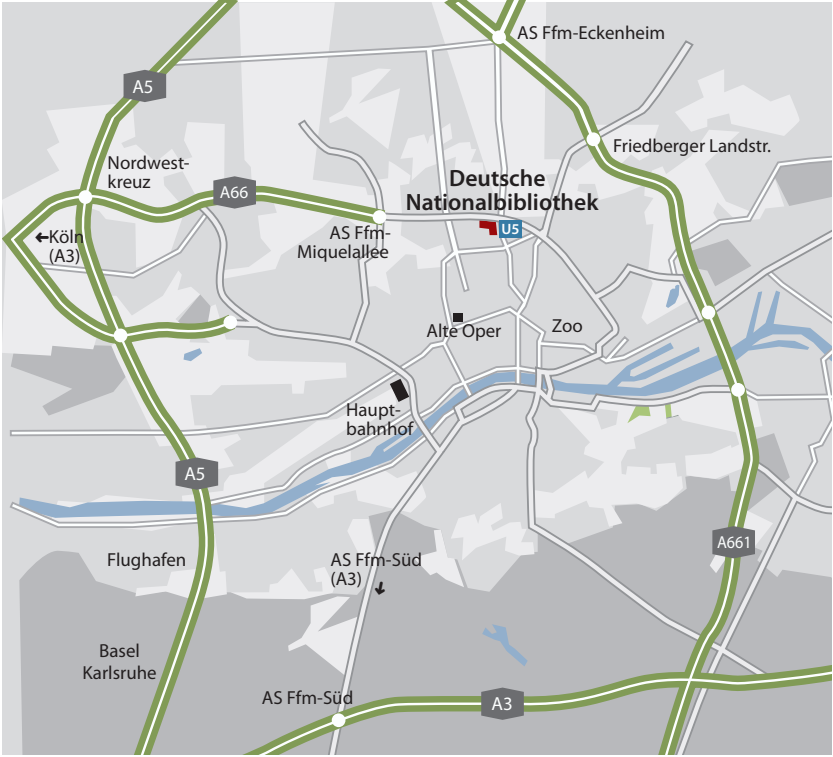 AS Ffm-Eckenheim
A5
Friedberger Landstr.
Nordwest-
kreuz
A66
Deutsche
Nationalbibliothek
U5
AS Ffm-
Miquelallee
←Köln
(A3)
Alte Oper
Zoo
Haupt-
bahnhof
A5
A661
Flughafen
AS Ffm-Süd
(A3)
Basel
Karlsruhe
AS Ffm-Süd
A3